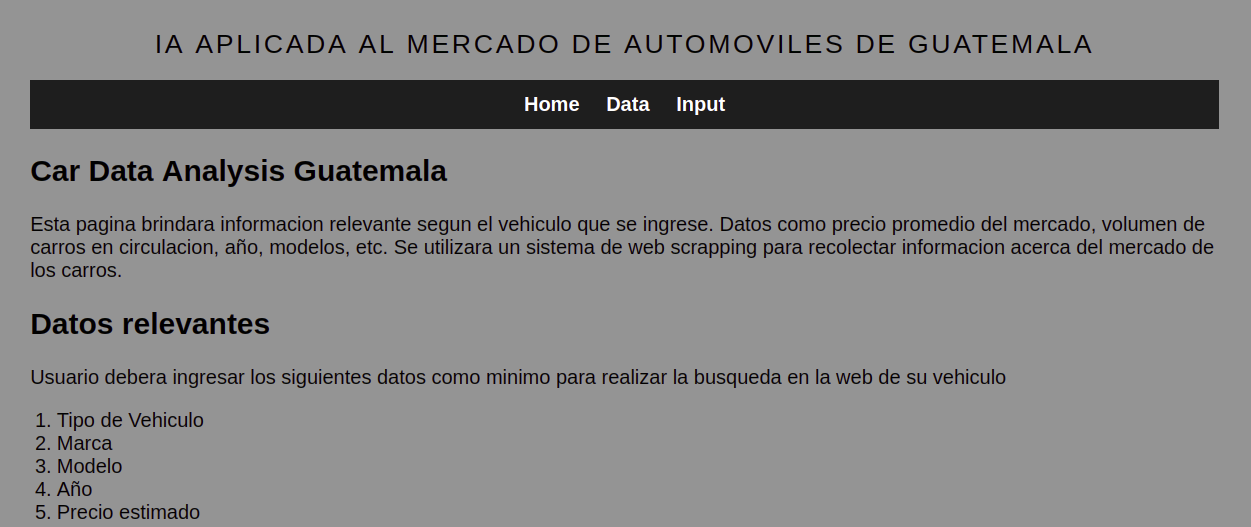 IA APLICADA AL MERCADO DE AUTOMOVILES DE GUATEMALA
Home Data Input
Car Data Analysis Guatemala
Esta pagina brindara informacion relevante segun el vehiculo que se ingrese. Datos como precio promedio del mercado, volumen de
carros en circulacion, año, modelos, etc. Se utilizara un sistema de web scrapping para recolectar informacion acerca del mercado de
los carros.
Datos relevantes
Usuario debera ingresar los siguientes datos como minimo para realizar la busqueda en la web de su vehiculo
1. Tipo de Vehiculo
2. Marca
3. Modelo
4. Año
5. Precio estimado